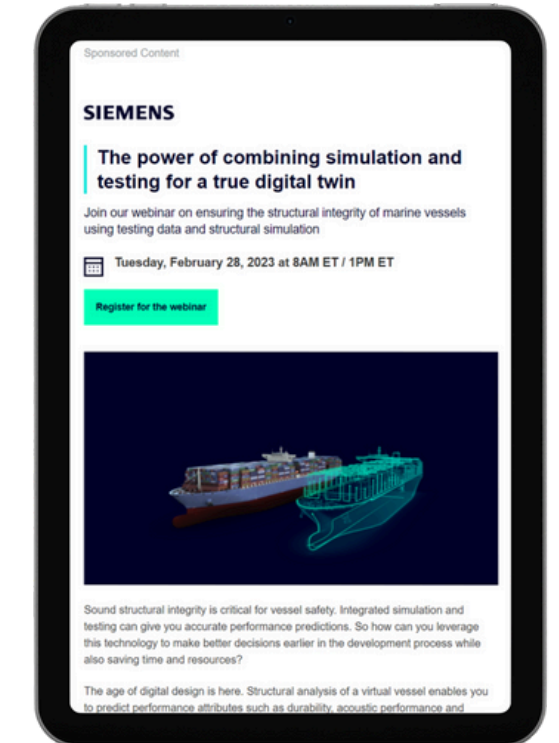 Sponsored Content
SIEMENS
The power of combining simulation and
testing for a true digital twin
Join our webinar on ensuring the structural integrity of marine vessels
using testing data and structural simulation
Tuesday, February 28, 2023 at 8AM ET / 1PM ET
Register for the webinar
Sound structural integrity is critical for vessel safety. Integrated simulation and
testing can give you accurate performance predictions. So how can you leverage
this technology to make better decisions earlier in the development process while
also saving time and resources?
The age of digital design is here. Structural analysis of a virtual vessel enables you
to predict performance attributes such as durability, acoustic performance and